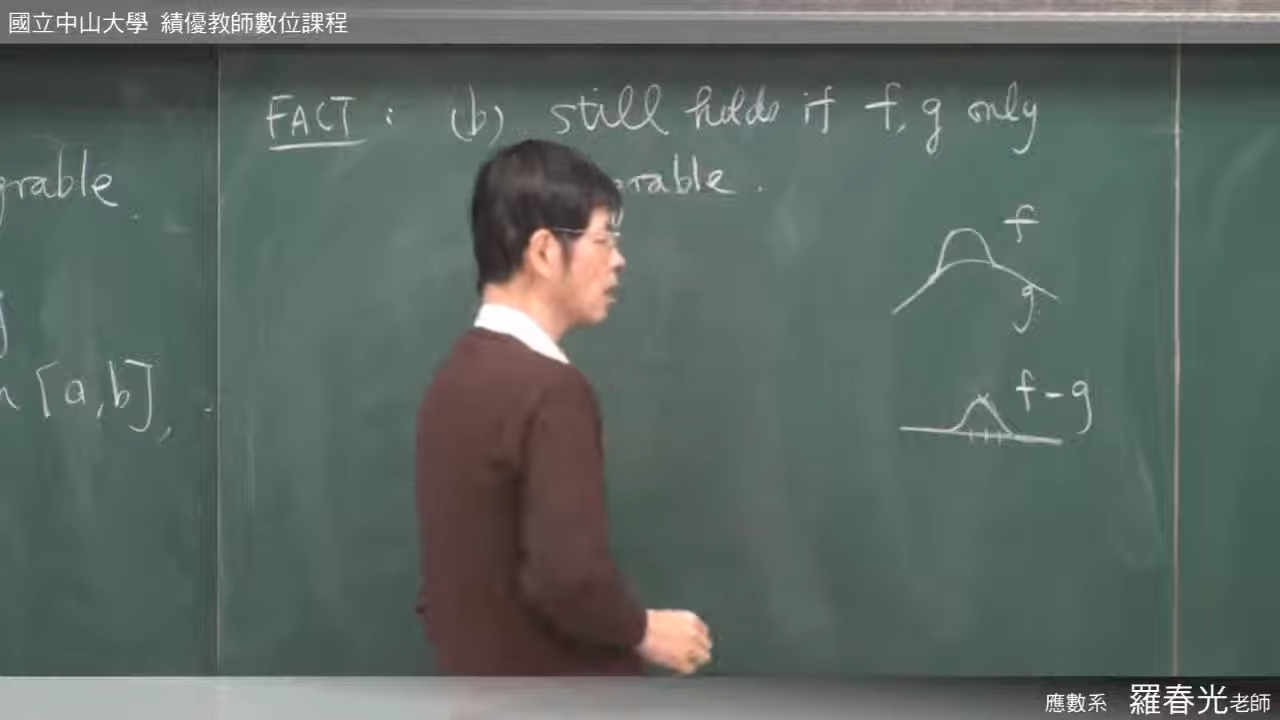 國立中山大學 績優教師數位課程
FACT : (b) still holds if f, g only
grable.
rable.
f
g
n [a,b],
f-g
應數系 羅春光老師